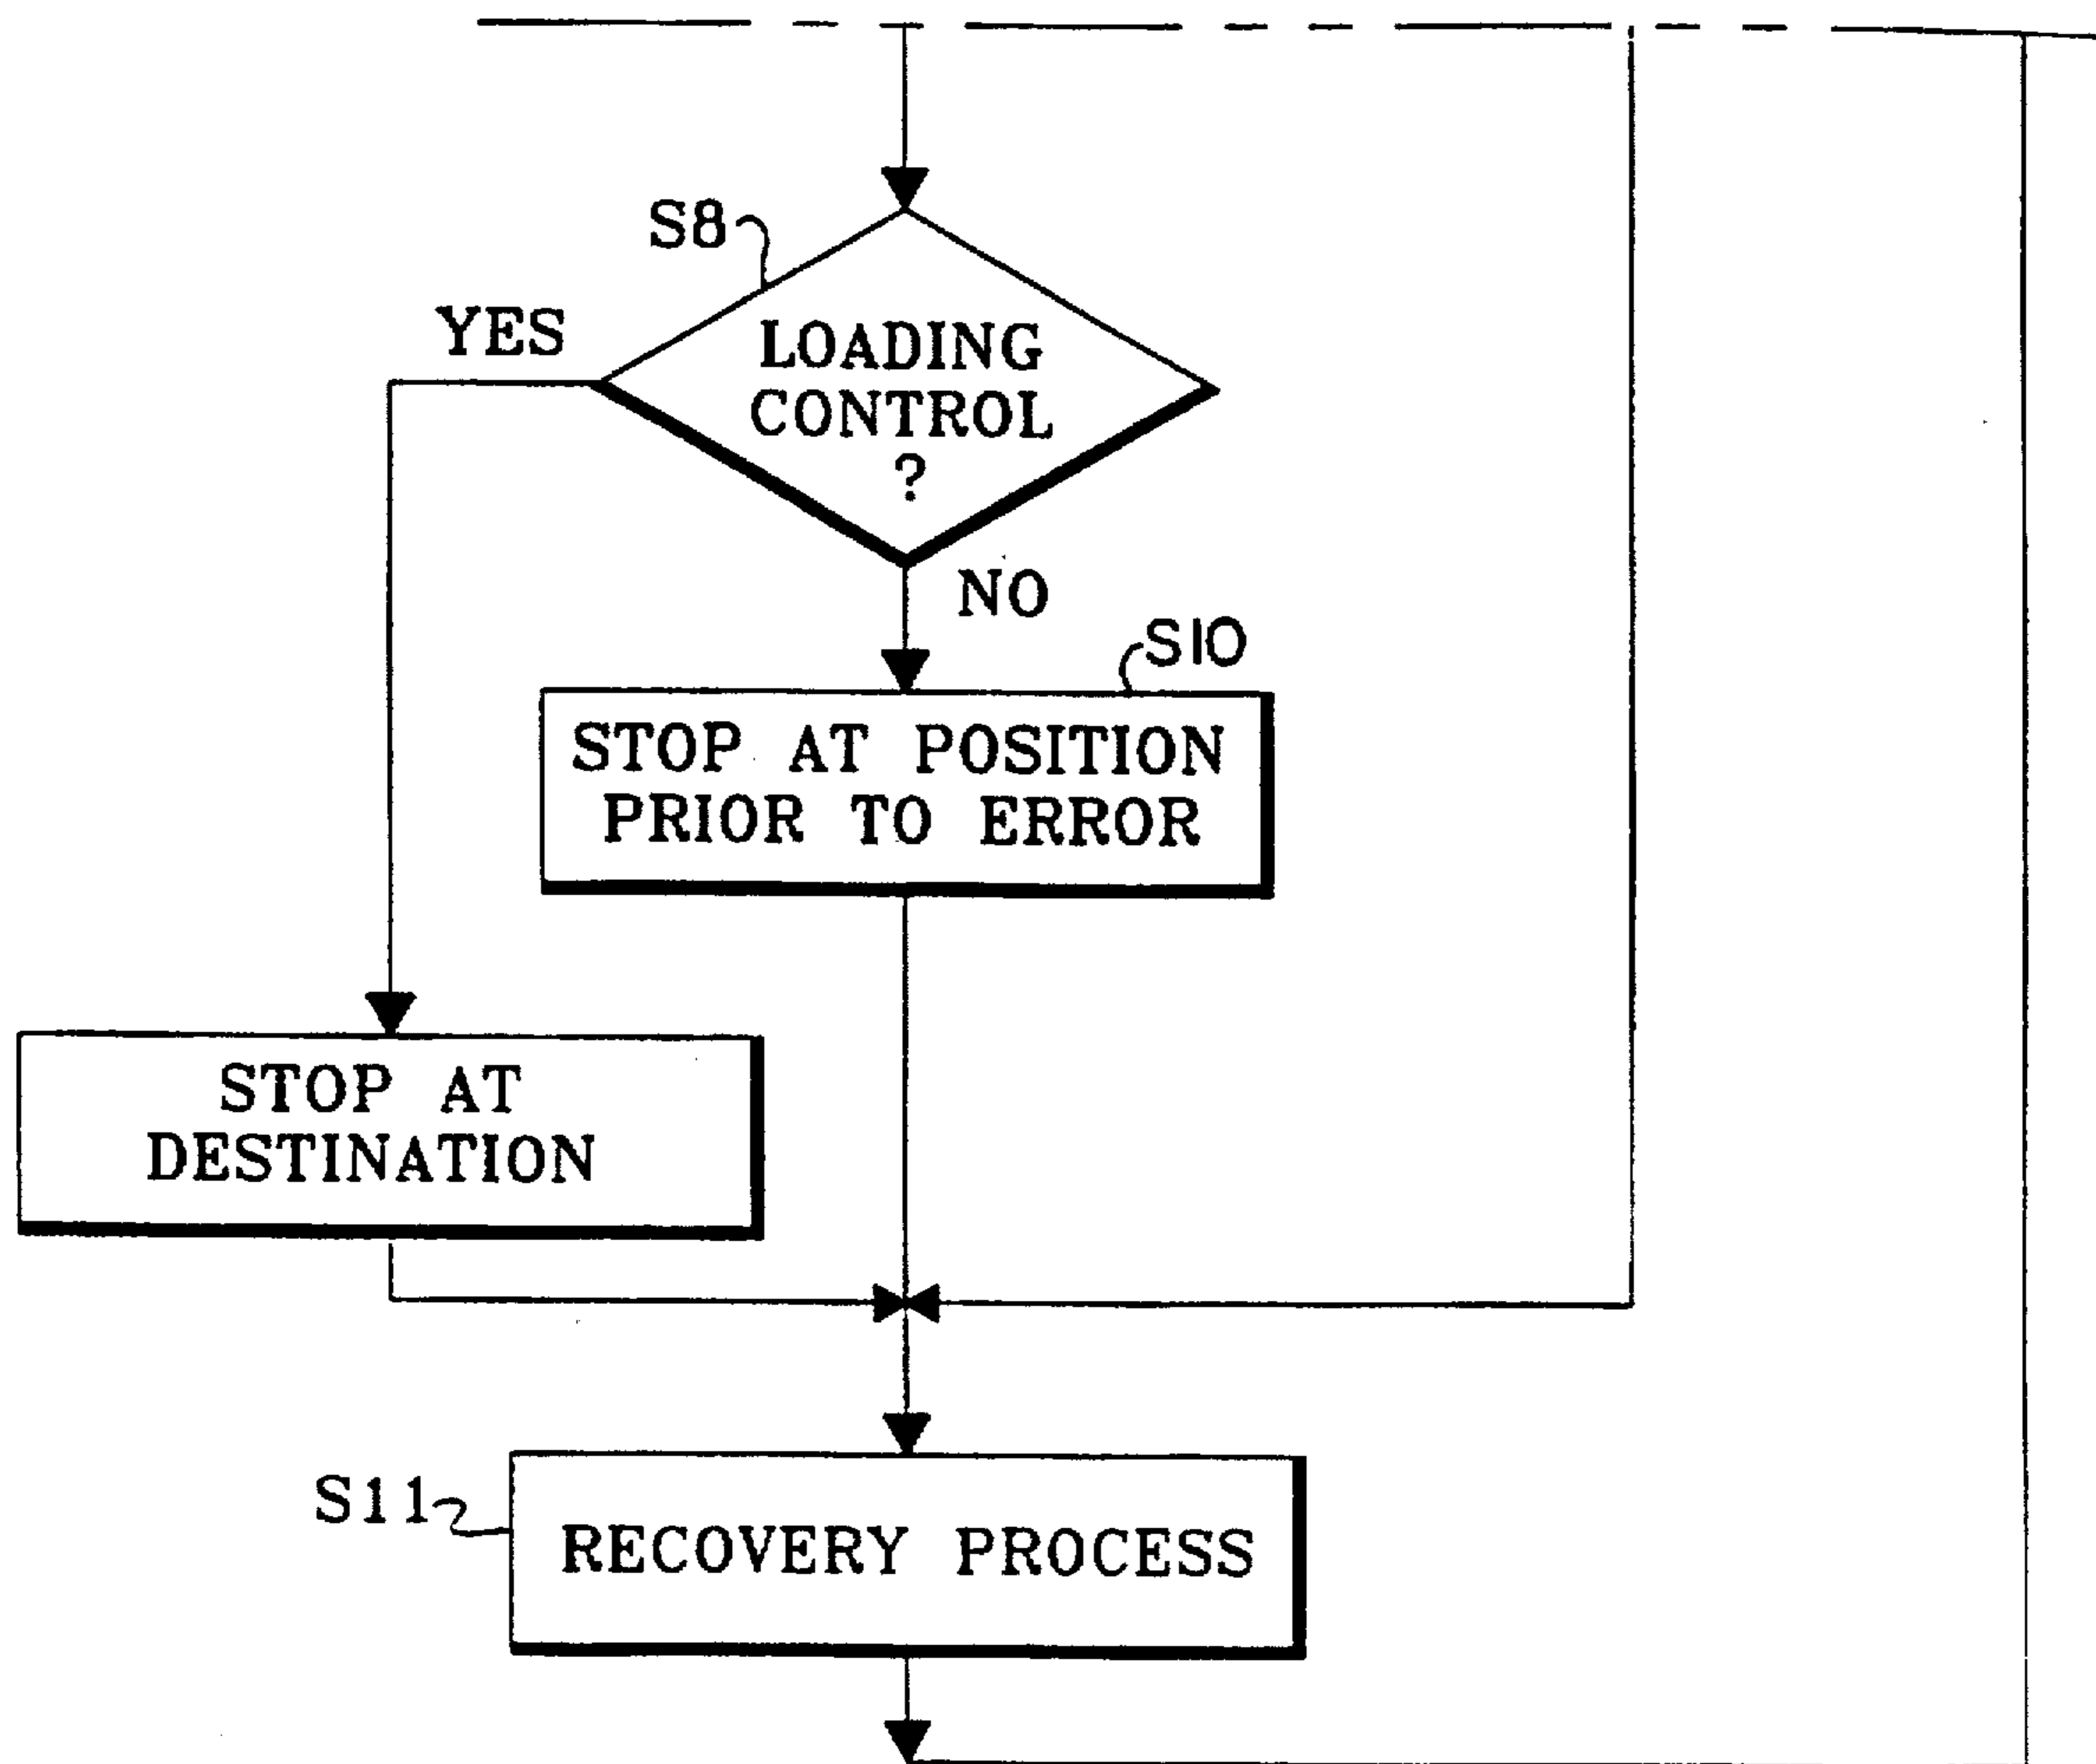 S8
YES
LOADING
CONTROL
?
NO
S10
STOP AT POSITION
PRIOR TO ERROR
STOP AT
DESTINATION
S11
RECOVERY PROCESS